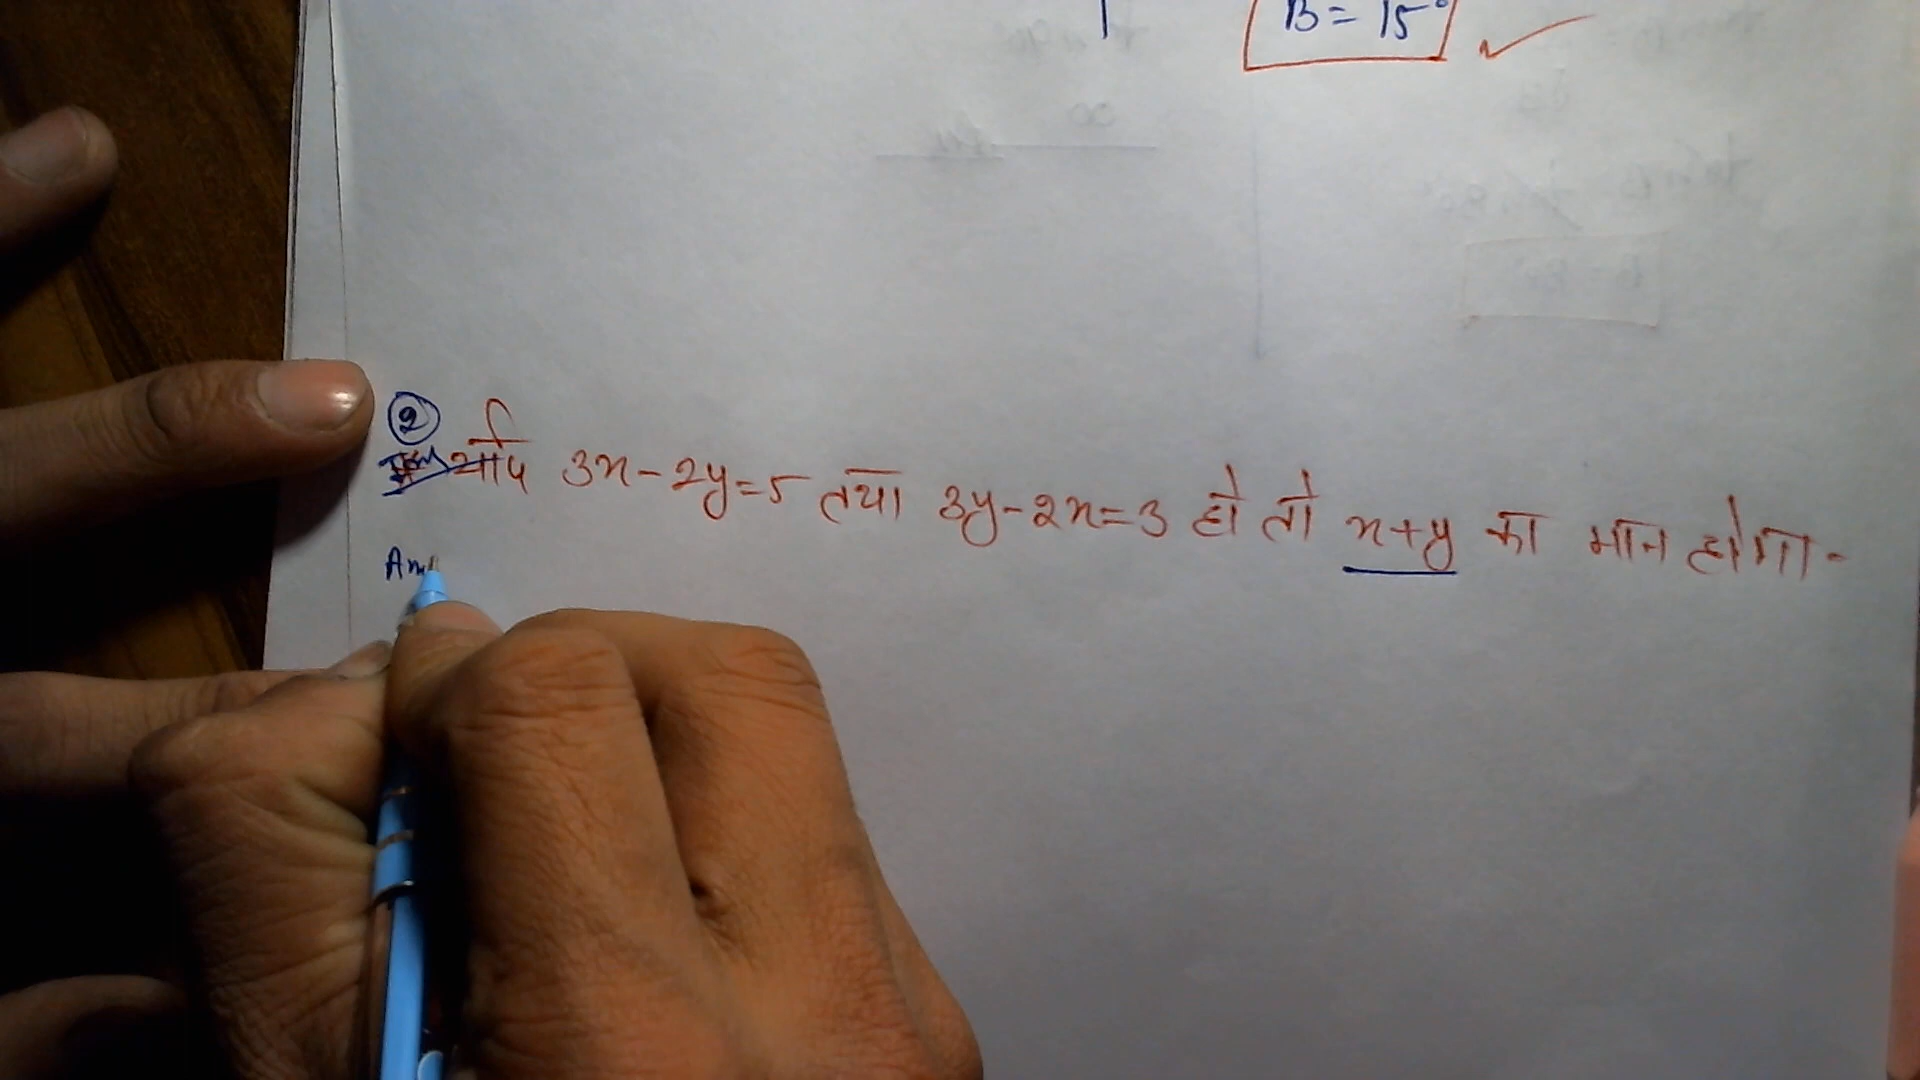 B = 15°
2
यदि 3x-2y=5 तथा 3y-2x=3 हो तो x+y का मान होगा-
Ans